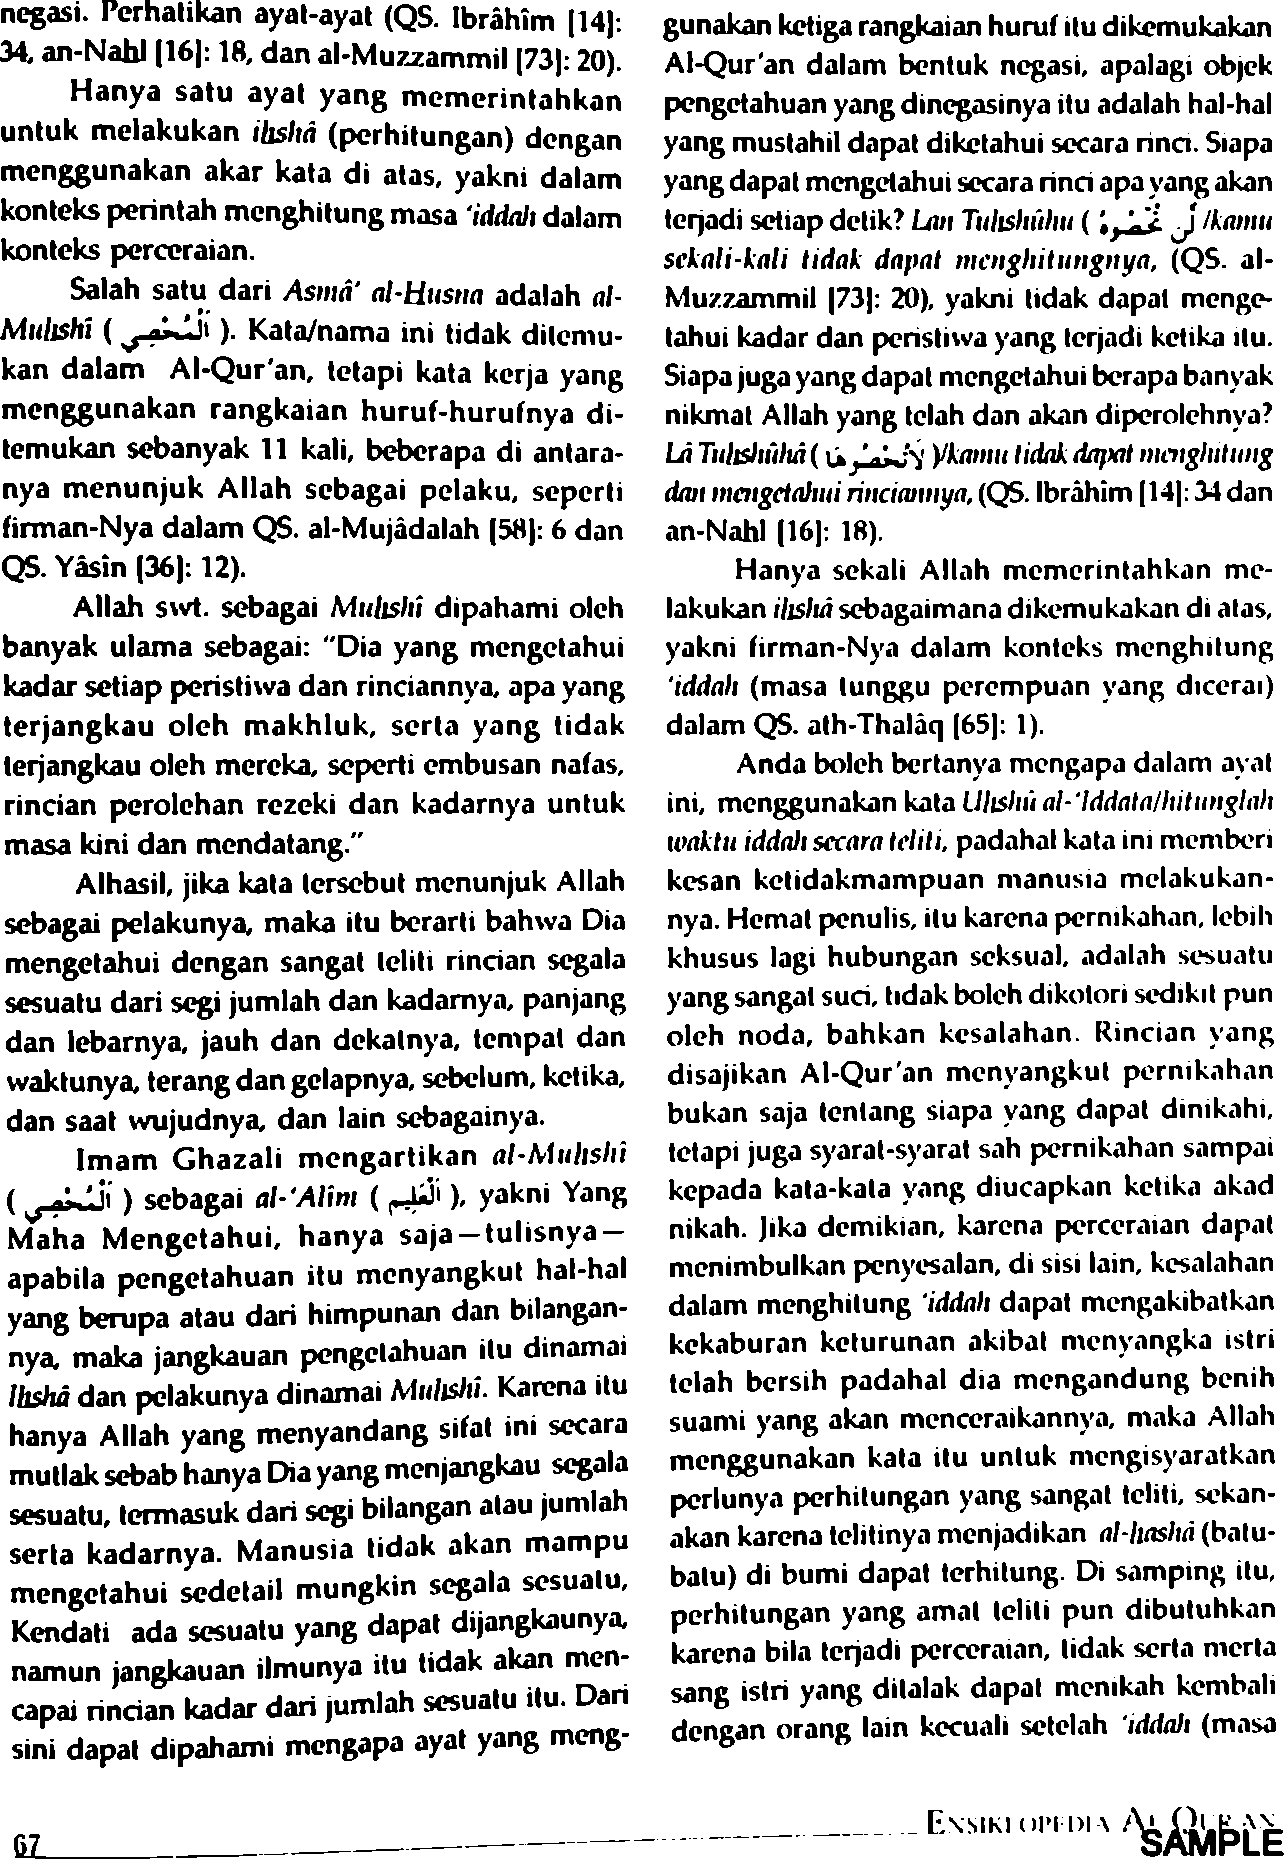 negasi. Perhatikan ayat-ayat (QS. Ibrâhîm [14]:
34, an-Nahl [16]: 18, dan al-Muzzammil [73]: 20).
Hanya satu ayat yang memerintahkan
untuk melakukan ihshâ (perhitungan) dengan
menggunakan akar kata di atas, yakni dalam
konteks perintah menghitung masa ‘iddah dalam
konteks perceraian.
Salah satu dari Asmâ' al-Husna adalah al-
Muhshî ( اَلْمُحْصِي ). Kata/nama ini tidak ditemu-
kan dalam Al-Qur'an, tetapi kata kerja yang
menggunakan rangkaian huruf-hurufnya di-
temukan sebanyak 11 kali, beberapa di antara-
nya menunjuk Allah sebagai pelaku, seperti
firman-Nya dalam QS. al-Mujâdalah [58]: 6 dan
QS. Yâsîn [36]: 12).
Allah swt. sebagai Muhshî dipahami oleh
banyak ulama sebagai: "Dia yang mengetahui
kadar setiap peristiwa dan rinciannya, apa yang
terjangkau oleh makhluk, serta yang tidak
terjangkau oleh mereka, seperti embusan nafas,
rincian perolehan rezeki dan kadarnya untuk
masa kini dan mendatang."
Alhasil, jika kata tersebut menunjuk Allah
sebagai pelakunya, maka itu berarti bahwa Dia
mengetahui dengan sangat teliti rincian segala
sesuatu dari segi jumlah dan kadarnya, panjang
dan lebarnya, jauh dan dekatnya, tempat dan
waktunya, terang dan gelapnya, sebelum, ketika,
dan saat wujudnya, dan lain sebagainya.
Imam Ghazali mengartikan al-Muhshî
( اَلْمُحْصِي ) sebagai al-‘Alîm ( اَلْعَلِيم ), yakni Yang
Maha Mengetahui, hanya saja—tulisnya—
apabila pengetahuan itu menyangkut hal-hal
yang berupa atau dari himpunan dan bilangan-
nya, maka jangkauan pengetahuan itu dinamai
Ihshâ dan pelakunya dinamai Muhshî. Karena itu
hanya Allah yang menyandang sifat ini secara
mutlak sebab hanya Dia yang menjangkau segala
sesuatu, termasuk dari segi bilangan atau jumlah
serta kadarnya. Manusia tidak akan mampu
mengetahui sedetail mungkin segala sesuatu,
Kendati ada sesuatu yang dapat dijangkaunya,
namun jangkauan ilmunya itu tidak akan men-
capai rincian kadar dari jumlah sesuatu itu. Dari
sini dapat dipahami mengapa ayat yang meng-
gunakan ketiga rangkaian huruf itu dikemukakan
Al-Qur'an dalam bentuk negasi, apalagi objek
pengetahuan yang dinegasinya itu adalah hal-hal
yang mustahil dapat diketahui secara rinci. Siapa
yang dapat mengetahui secara rinci apa yang akan
terjadi setiap detik? Lan Tuhshûhu ( لَن تُحْصُوهُ )/kamu
sekali-kali tidak dapat menghitungnya, (QS. al-
Muzzammil [73]: 20), yakni tidak dapat menge-
tahui kadar dan peristiwa yang terjadi ketika itu.
Siapa juga yang dapat mengetahui berapa banyak
nikmat Allah yang telah dan akan diperolehnya?
Lâ Tuhshûhâ ( لَاتُحْصُوهَا )/kamu tidak dapat menghitung
dan mengetahui rinciannya, (QS. Ibrâhîm [14]: 34 dan
an-Nahl [16]: 18).
Hanya sekali Allah memerintahkan me-
lakukan ihshâ sebagaimana dikemukakan di atas,
yakni firman-Nya dalam konteks menghitung
‘iddah (masa tunggu perempuan yang dicerai)
dalam QS. ath-Thalâq [65]: 1).
Anda boleh bertanya mengapa dalam ayat
ini, menggunakan kata Uhshû al-‘Iddata/hitunglah
waktu iddah secara teliti, padahal kata ini memberi
kesan ketidakmampuan manusia melakukan-
nya. Hemat penulis, itu karena pernikahan, lebih
khusus lagi hubungan seksual, adalah sesuatu
yang sangat suci, tidak boleh dikotori sedikit pun
oleh noda, bahkan kesalahan. Rincian yang
disajikan Al-Qur'an menyangkut pernikahan
bukan saja tentang siapa yang dapat dinikahi,
tetapi juga syarat-syarat sah pernikahan sampai
kepada kata-kata yang diucapkan ketika akad
nikah. Jika demikian, karena perceraian dapat
menimbulkan penyesalan, di sisi lain, kesalahan
dalam menghitung ‘iddah dapat mengakibatkan
kekaburan keturunan akibat menyangka istri
telah bersih padahal dia mengandung benih
suami yang akan menceraikannya, maka Allah
menggunakan kata itu untuk mengisyaratkan
perlunya perhitungan yang sangat teliti, sekan-
akan karena telitinya menjadikan al-hashâ (batu-
batu) di bumi dapat terhitung. Di samping itu,
perhitungan yang amat teliti pun dibutuhkan
karena bila terjadi perceraian, tidak serta merta
sang istri yang ditalak dapat menikah kembali
dengan orang lain kecuali setelah ‘iddah (masa
67
ENSIKLOPEDIA AL-QUR'AN
SAMPLE